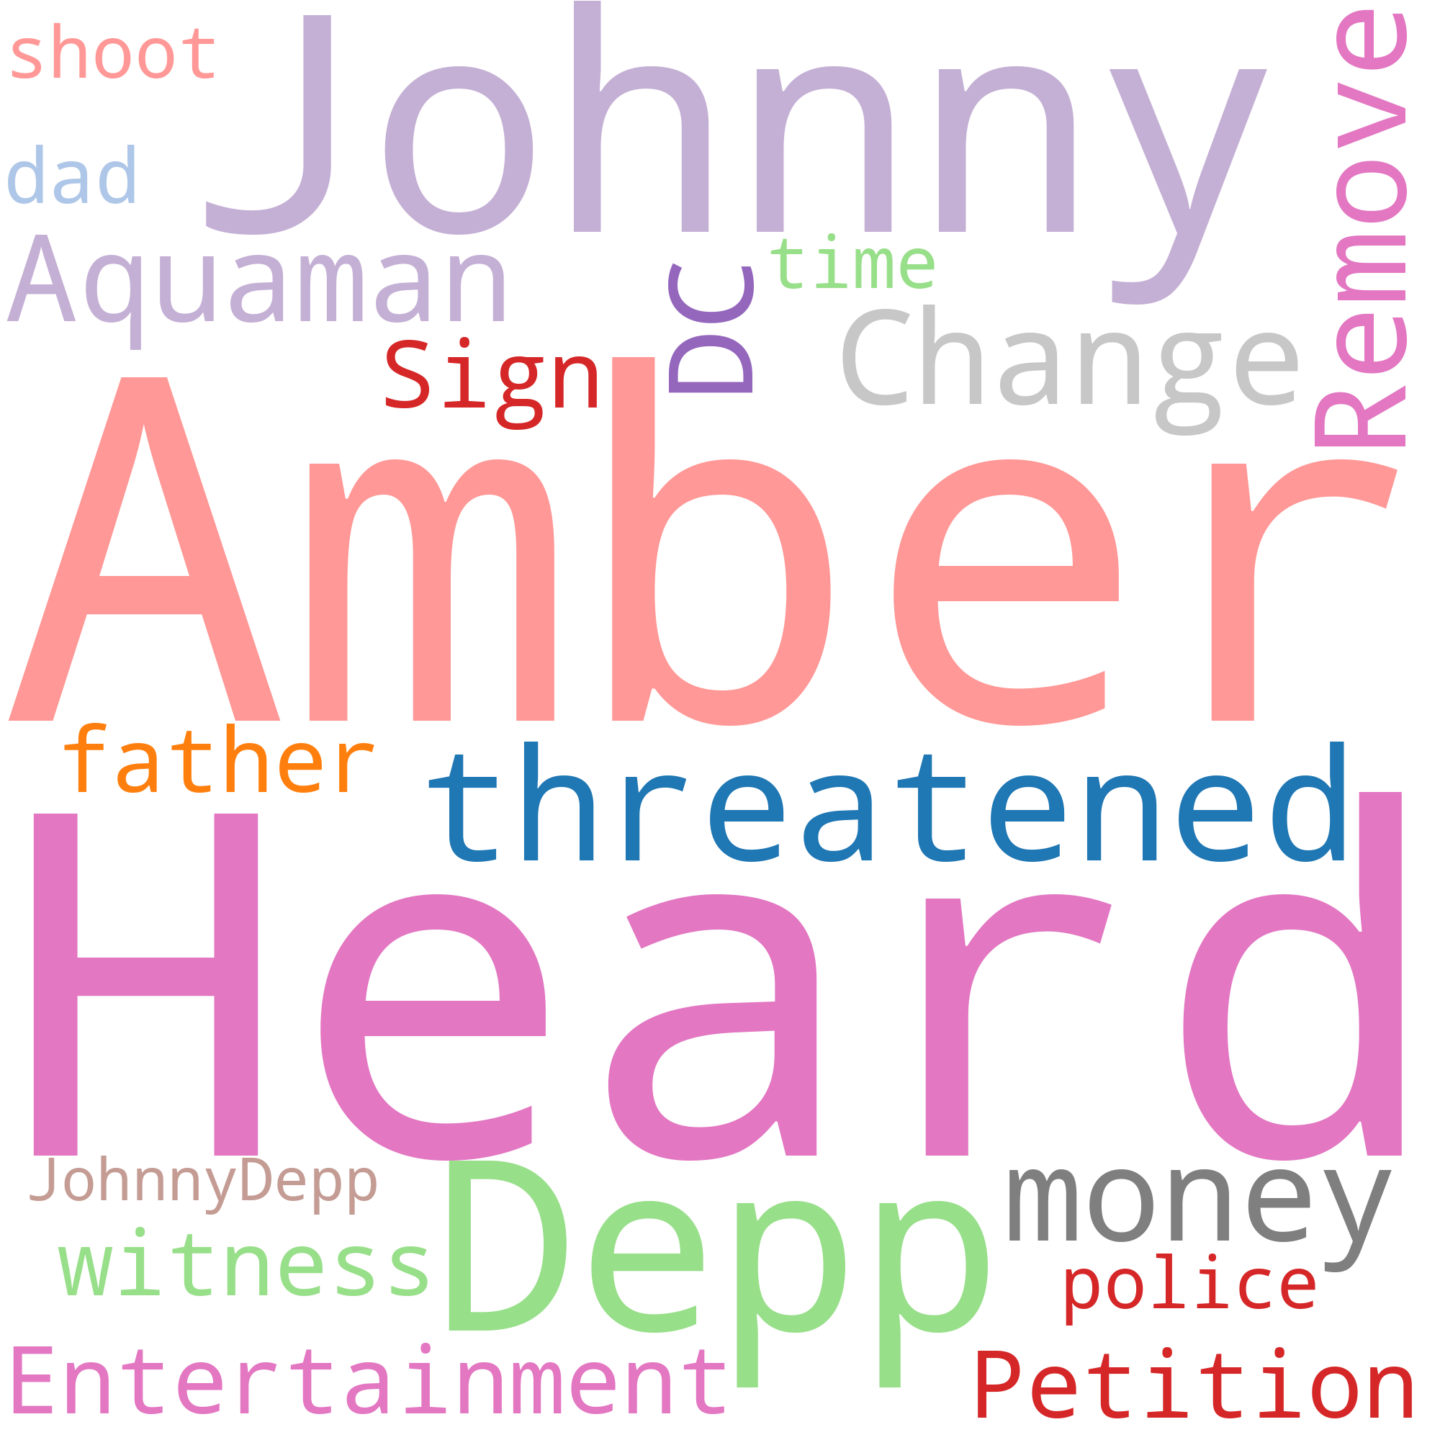 shoot
Johnny
Remove
dad
Aquaman
time
DC
Change
Sign
Amber
father
threatened
Heard
JohnnyDepp
Depp
money
witness
police
Entertainment
Petition